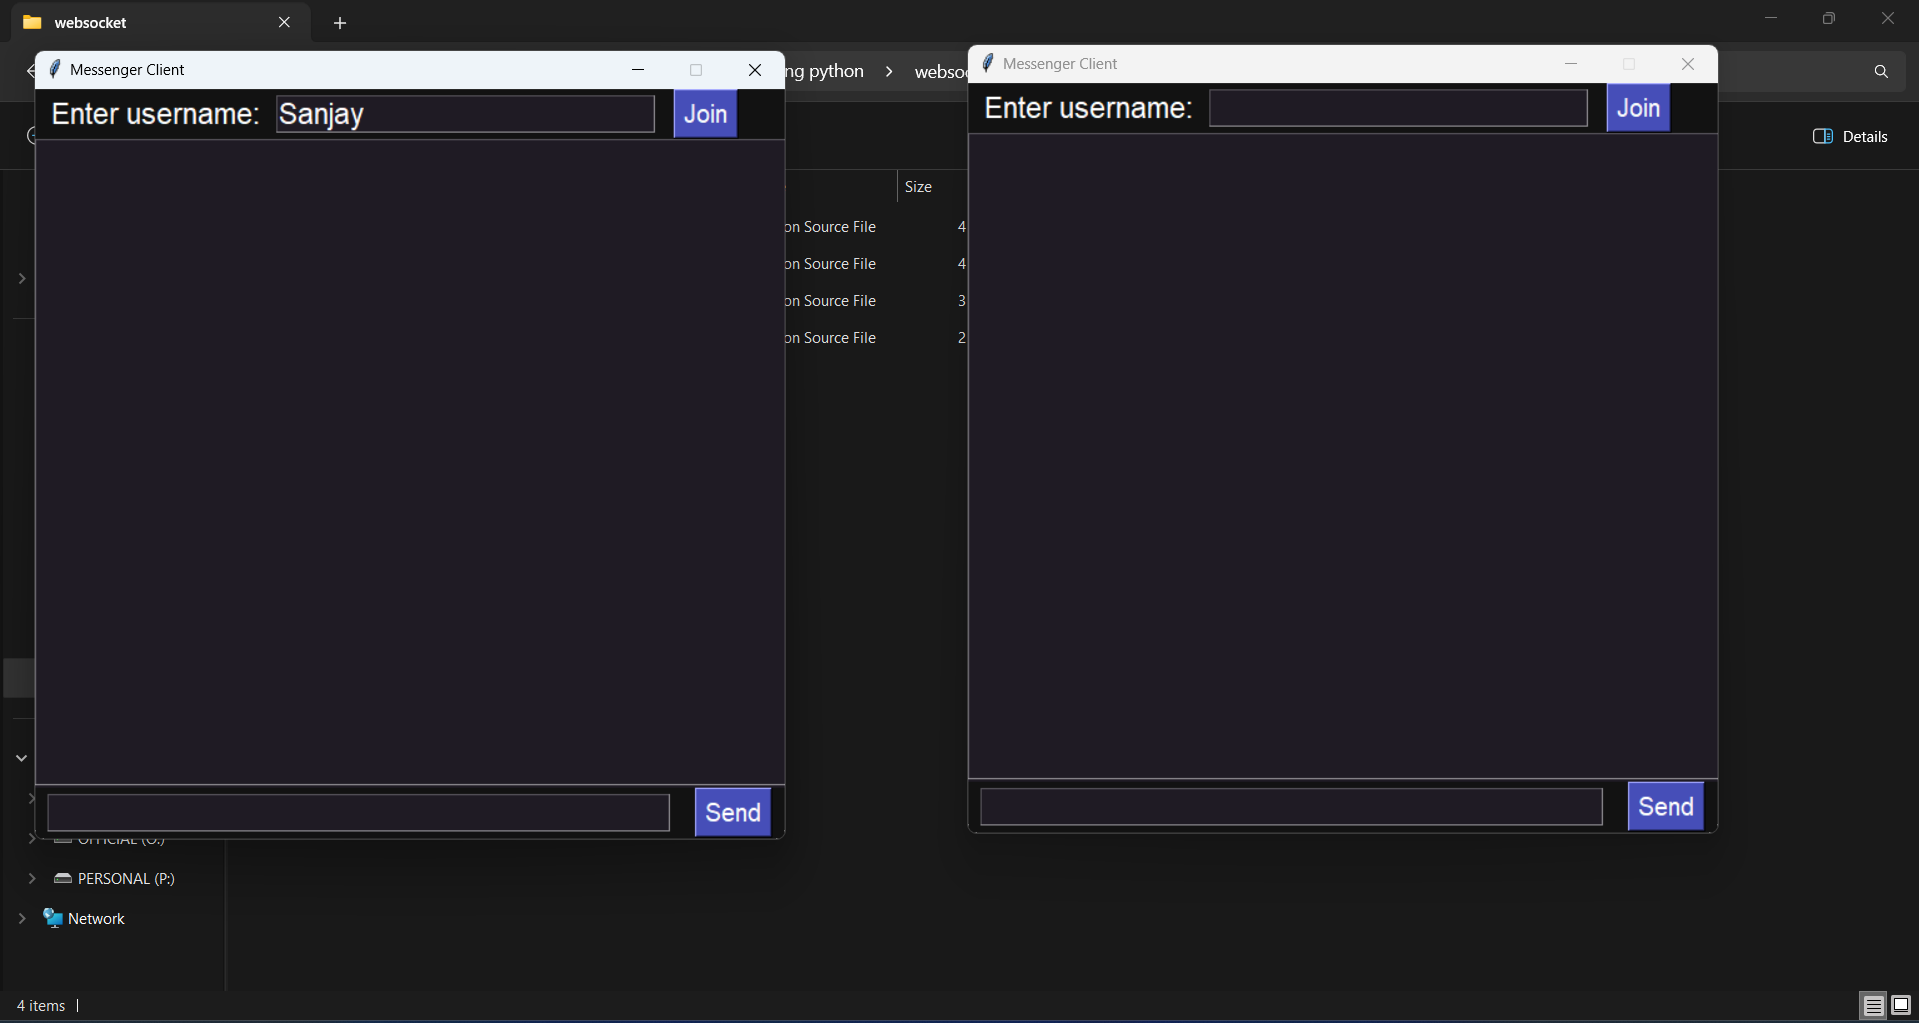 websocket
Messenger Client
ng python > websoc
Messenger Client
Enter username: Sanjay Join
Enter username: Join
Details
Size
on Source File 4
on Source File 4
on Source File 3
on Source File 2
Send
Send
OFFICIAL (O:)
PERSONAL (P:)
Network
4 items